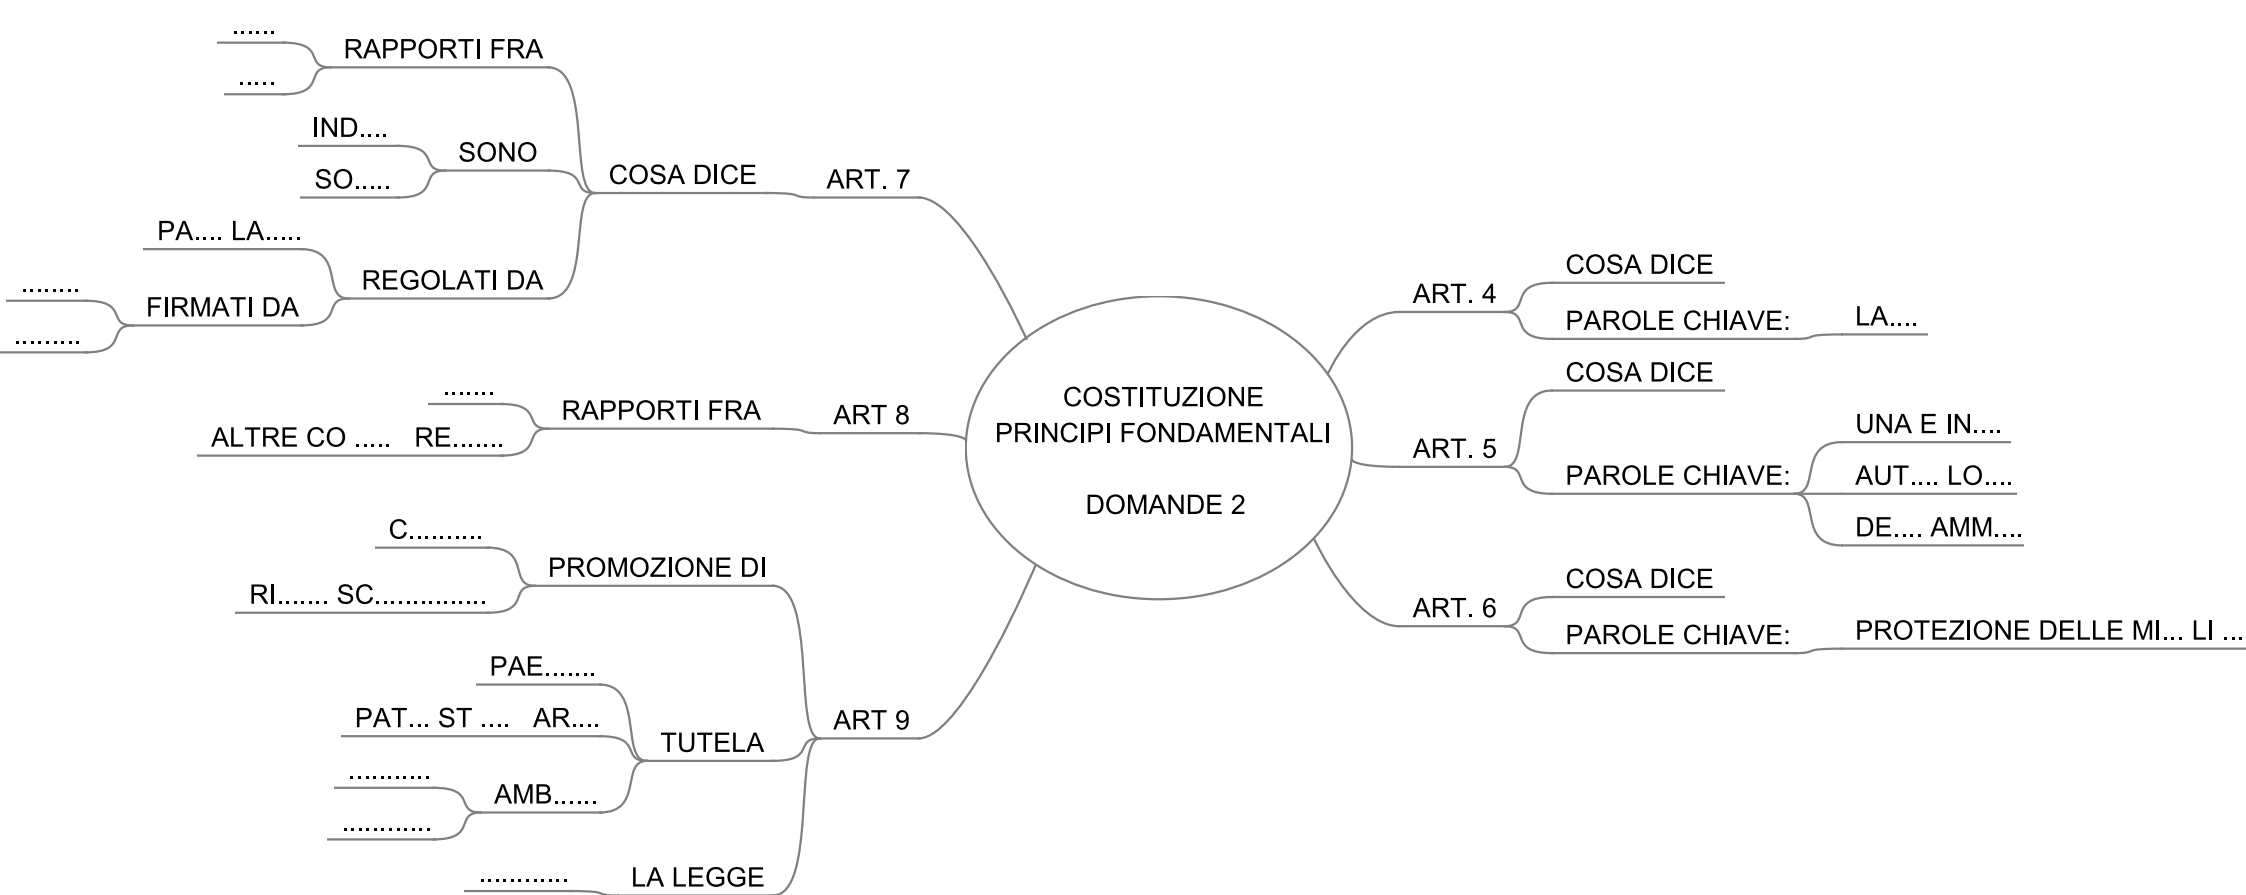 ......
RAPPORTI FRA
.....
IND....
SONO
SO.....
COSA DICE
ART. 7
PA.... LA.....
REGOLATI DA
........
FIRMATI DA
.........
.......
RAPPORTI FRA
ART 8
ALTRE CO ..... RE.......
C..........
PROMOZIONE DI
RI....... SC..............
PAE.......
PAT... ST .... AR....
TUTELA
ART 9
...........
AMB......
............
............
LA LEGGE
COSTITUZIONE
PRINCIPI FONDAMENTALI
DOMANDE 2
COSA DICE
ART. 4
PAROLE CHIAVE:
LA....
COSA DICE
ART. 5
PAROLE CHIAVE:
UNA E IN....
AUT.... LO....
DE.... AMM....
COSA DICE
ART. 6
PAROLE CHIAVE:
PROTEZIONE DELLE MI... LI ...